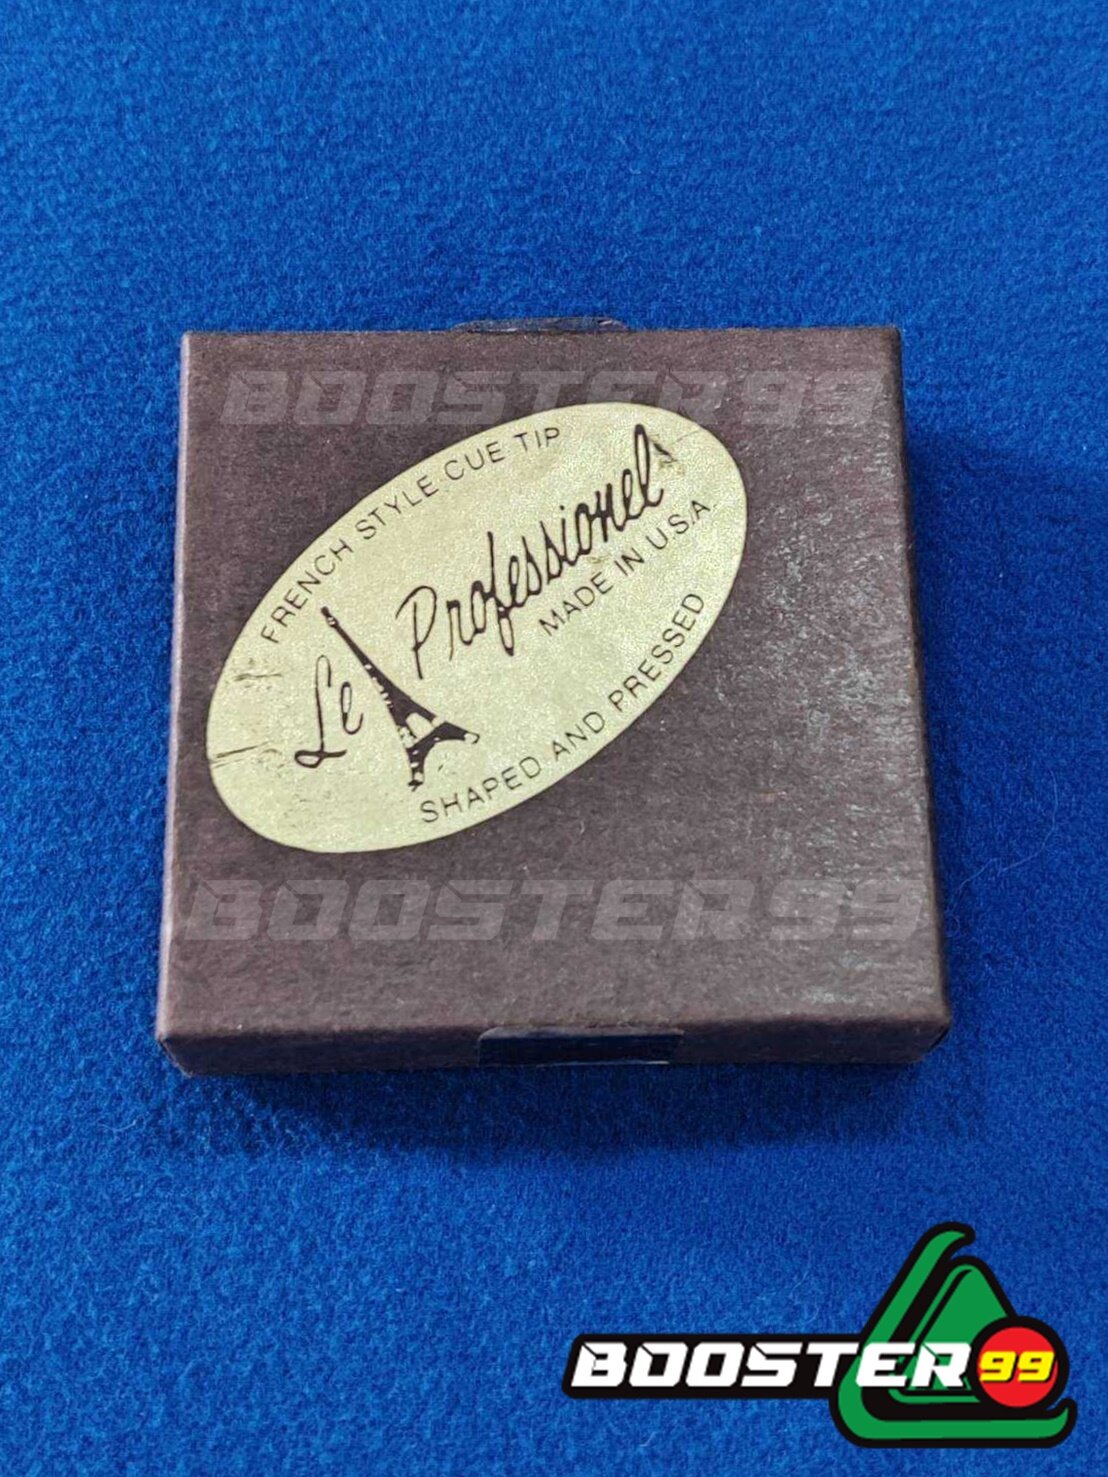 BOOSTER99
FRENCH STYLE CUE TIP
Le Professionel
MADE IN U.S.A.
SHAPED AND PRESSED
BOOSTER99
BOOSTER99